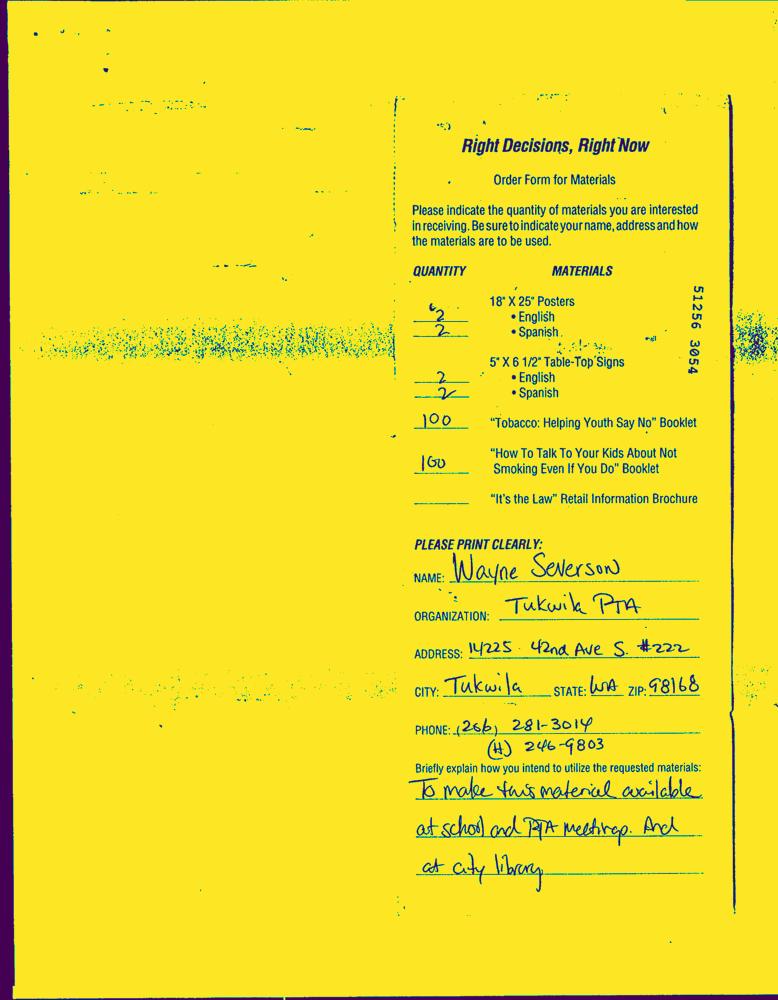 Right Decisions, Right Now
Order Form for Materials
Please indicate the quantity of materials you are interested
in receiving. Be sure to indicate your name, address and how
the materials are to be used.
QUANTITY MATERIALS
18" X 25" Posters
2 • English
2 • Spanish
5" X 6 1/2" Table-Top Signs
2 • English
2 • Spanish
100 "Tobacco: Helping Youth Say No" Booklet
100 "How To Talk To Your Kids About Not
Smoking Even If You Do" Booklet
"It's the Law" Retail Information Brochure
51256 3054
PLEASE PRINT CLEARLY:
NAME: Wayne Severson
ORGANIZATION: Tukwila PTA
ADDRESS: 14225 42nd Ave S. #222
CITY: Tukwila STATE: WA ZIP: 98168
PHONE: (206) 281-3014
(H) 246-9803
Briefly explain how you intend to utilize the requested materials:
To make this material available
at school and PTA meetings. And
at city library